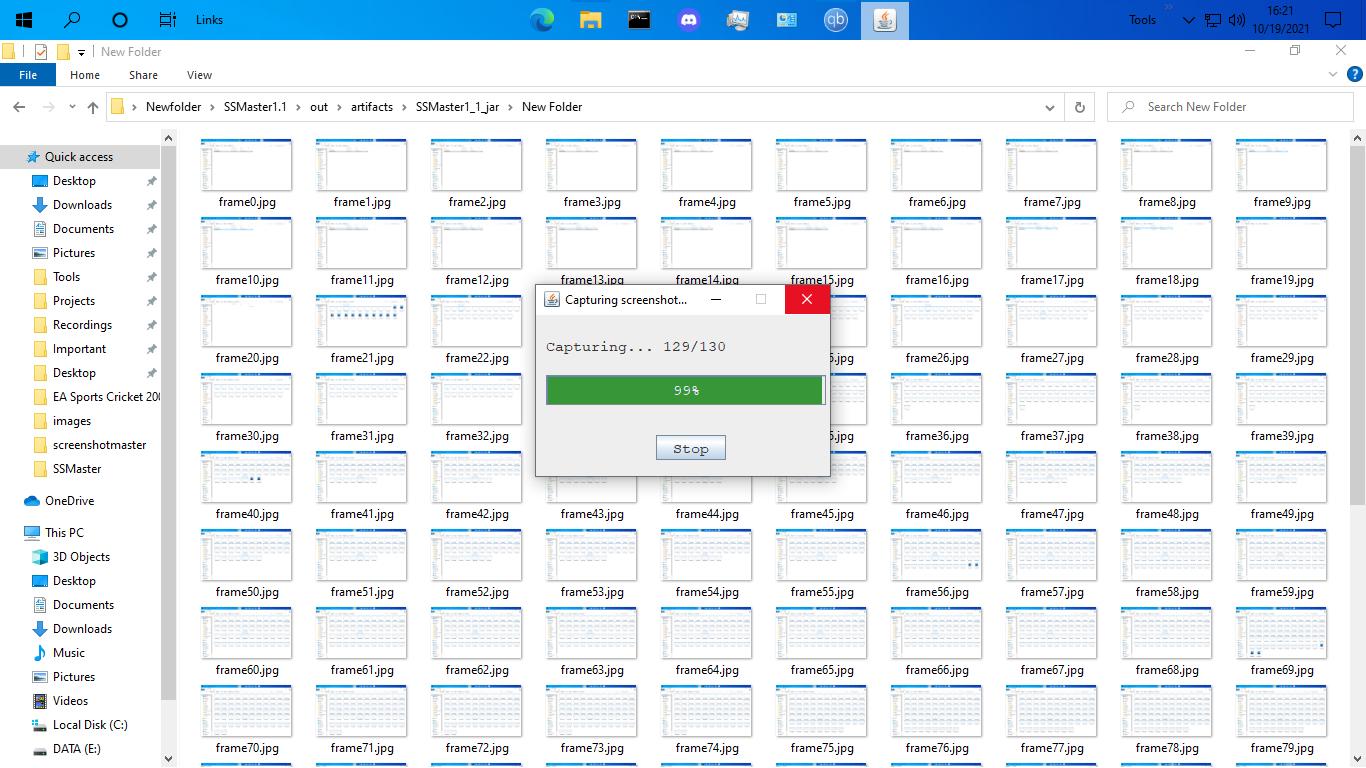 Links
Tools
16:21
10/19/2021
New Folder
File Home Share View
Newfolder SSMaster1.1 out artifacts SSMaster1_1_jar New Folder
Search New Folder
Quick access
Desktop
Downloads
Documents
Pictures
Tools
Projects
Recordings
Important
Desktop
EA Sports Cricket 200
images
screenshotmaster
SSMaster
OneDrive
This PC
3D Objects
Desktop
Documents
Downloads
Music
Pictures
Videos
Local Disk (C:)
DATA (E:)
frame0.jpg frame1.jpg frame2.jpg frame3.jpg frame4.jpg frame5.jpg frame6.jpg frame7.jpg frame8.jpg frame9.jpg
frame10.jpg frame11.jpg frame12.jpg frame13.jpg frame14.jpg frame15.jpg frame16.jpg frame17.jpg frame18.jpg frame19.jpg
frame20.jpg frame21.jpg frame22.jpg frame26.jpg frame27.jpg frame28.jpg frame29.jpg
frame30.jpg frame31.jpg frame32.jpg frame36.jpg frame37.jpg frame38.jpg frame39.jpg
frame40.jpg frame41.jpg frame42.jpg frame43.jpg frame44.jpg frame45.jpg frame46.jpg frame47.jpg frame48.jpg frame49.jpg
frame50.jpg frame51.jpg frame52.jpg frame53.jpg frame54.jpg frame55.jpg frame56.jpg frame57.jpg frame58.jpg frame59.jpg
frame60.jpg frame61.jpg frame62.jpg frame63.jpg frame64.jpg frame65.jpg frame66.jpg frame67.jpg frame68.jpg frame69.jpg
frame70.jpg frame71.jpg frame72.jpg frame73.jpg frame74.jpg frame75.jpg frame76.jpg frame77.jpg frame78.jpg frame79.jpg
Capturing screenshot...
Capturing... 129/130
99%
Stop